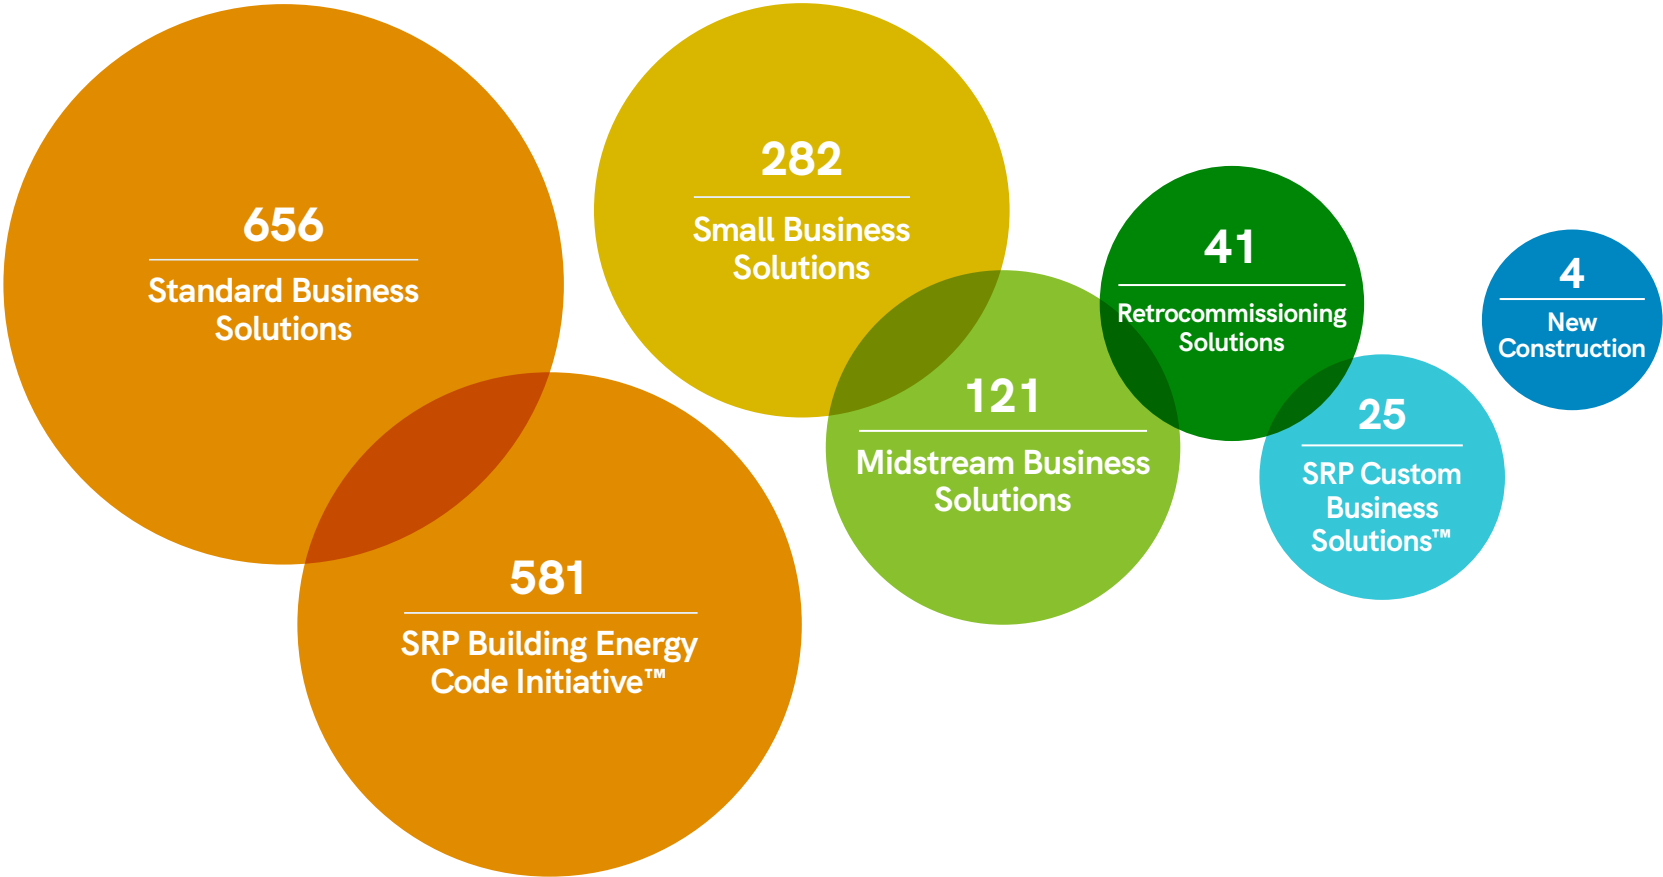 656
Standard Business
Solutions
581
SRP Building Energy
Code Initiative™
282
Small Business
Solutions
121
Midstream Business
Solutions
41
Retrocommissioning
Solutions
25
SRP Custom
Business
Solutions™
4
New
Construction